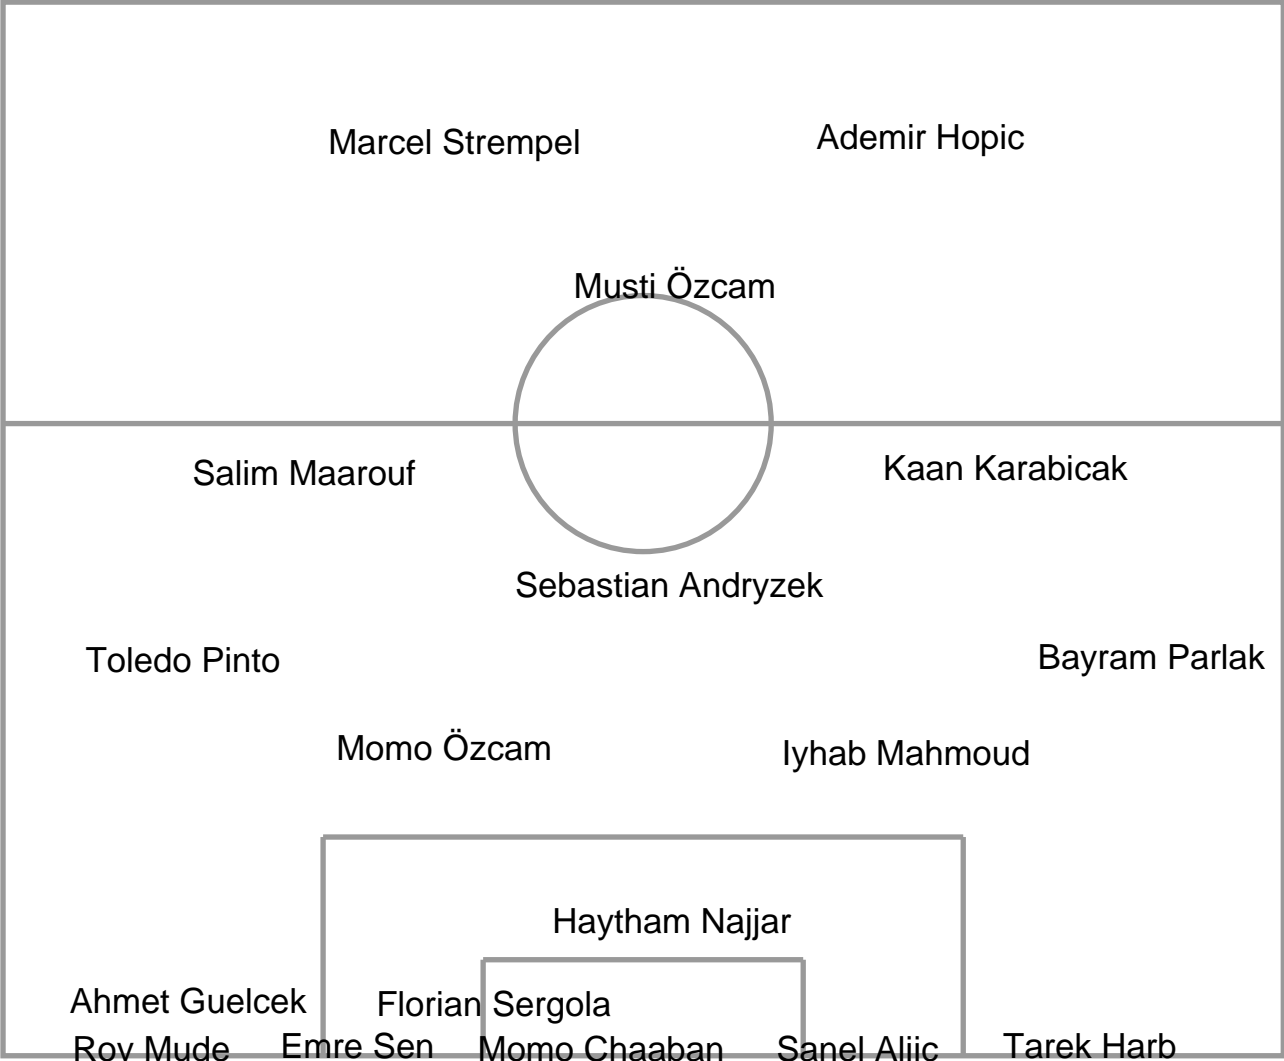 Marcel Strempel
Ademir Hopic
Musti Özcam
Salim Maarouf
Kaan Karabicak
Sebastian Andryzek
Toledo Pinto
Bayram Parlak
Momo Özcam
Iyhab Mahmoud
Haytham Najjar
Ahmet Guelcek
Florian Sergola
Roy Mude
Emre Sen
Momo Chaaban
Sanel Aljic
Tarek Harb